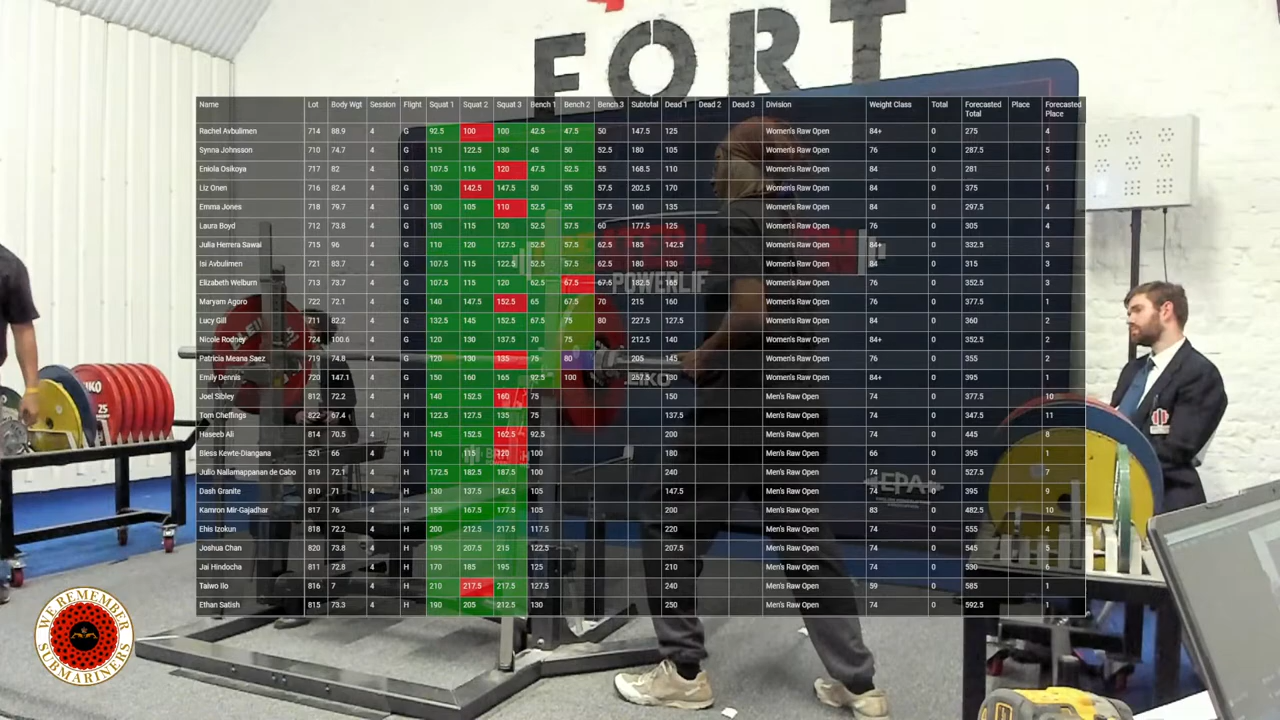 FORT
Name Lot Body Wgt Session Flight Squat 1 Squat 2 Squat 3 Bench 1 Bench 2 Bench 3 Subtotal Dead 1 Dead 2 Dead 3 Division Weight Class Total Forecasted Total Place Forecasted Place
Rachel Avbulimen 714 88.9 4 G 92.5 100 100 42.5 47.5 50 147.5 125 Women's Raw Open 84+ 0 275 4
Synna Johnsson 710 74.7 4 G 115 122.5 130 45 50 52.5 180 105 Women's Raw Open 76 0 287.5 5
Eniola Osikoya 717 82 4 G 107.5 116 120 47.5 52.5 55 168.5 110 Women's Raw Open 84 0 281 6
Liz Onen 716 82.4 4 G 130 142.5 147.5 50 55 57.5 202.5 170 Women's Raw Open 84 0 375 1
Emma Jones 718 79.7 4 G 100 105 110 52.5 55 57.5 160 135 Women's Raw Open 84 0 297.5 4
Laura Boyd 712 73.8 4 G 105 115 120 52.5 57.5 60 177.5 125 Women's Raw Open 76 0 305 4
Julia Herrera Sawai 715 96 4 G 110 120 127.5 52.5 57.5 62.5 185 142.5 Women's Raw Open 84+ 0 332.5 3
Isi Avbulimen 721 83.7 4 G 107.5 115 122.5 52.5 57.5 62.5 180 130 Women's Raw Open 84 0 315 3
Elizabeth Welburn 713 73.7 4 G 107.5 115 120 62.5 67.5 67.5 182.5 165 Women's Raw Open 76 0 352.5 3
Maryam Agoro 722 72.1 4 G 140 147.5 152.5 65 67.5 70 215 160 Women's Raw Open 76 0 377.5 1
Lucy Gill 711 82.2 4 G 132.5 145 152.5 67.5 75 80 227.5 127.5 Women's Raw Open 84 0 360 2
Nicole Rodney 724 100.6 4 G 120 130 137.5 70 75 212.5 140 Women's Raw Open 84+ 0 352.5 2
Patricia Meana Saez 719 74.8 4 G 120 130 135 75 80 205 145 Women's Raw Open 76 0 355 2
Emily Dennis 720 147.1 4 G 150 160 165 92.5 100 257.5 130 Women's Raw Open 84+ 0 395 1
Joel Sibley 812 72.2 4 H 140 152.5 160 75 150 Men's Raw Open 74 0 377.5 10
Tom Cheffings 822 67.4 4 H 122.5 127.5 135 75 137.5 Men's Raw Open 74 0 347.5 11
Haseeb Ali 814 70.5 4 H 145 152.5 162.5 92.5 200 Men's Raw Open 74 0 445 8
Bless Kewte-Diangana 521 66 4 H 110 115 120 100 180 Men's Raw Open 66 0 395 1
Julio Nallamappanan de Cabo 819 72.1 4 H 172.5 182.5 187.5 100 240 Men's Raw Open 74 0 527.5 7
Dash Granite 810 71 4 H 130 137.5 142.5 105 147.5 Men's Raw Open 74 0 395 9
Kamron Mir-Gajadhar 817 76 4 H 155 167.5 177.5 105 200 Men's Raw Open 83 0 482.5 10
Ehis Izokun 818 72.2 4 H 200 212.5 217.5 117.5 220 Men's Raw Open 74 0 555 4
Joshua Chan 820 73.8 4 H 195 207.5 215 122.5 207.5 Men's Raw Open 74 0 545 5
Jai Hindocha 811 72.8 4 H 170 185 195 125 210 Men's Raw Open 74 0 530 6
Taiwo Ilo 816 7 4 H 210 217.5 217.5 127.5 240 Men's Raw Open 59 0 585 1
Ethan Satish 815 73.3 4 H 190 205 212.5 130 250 Men's Raw Open 74 0 592.5 1
POWERLIF
EIKO
25
EPA
WE REMEMBER
SUBMARINERS